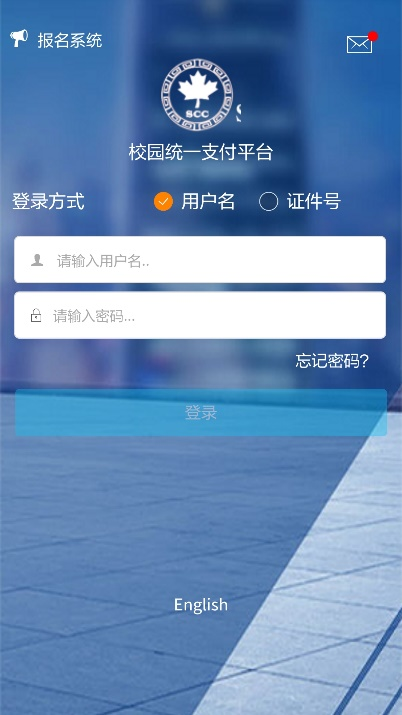 报名系统
SCC
校园统一支付平台
登录方式 用户名 证件号
请输入用户名..
请输入密码...
忘记密码?
登录
English